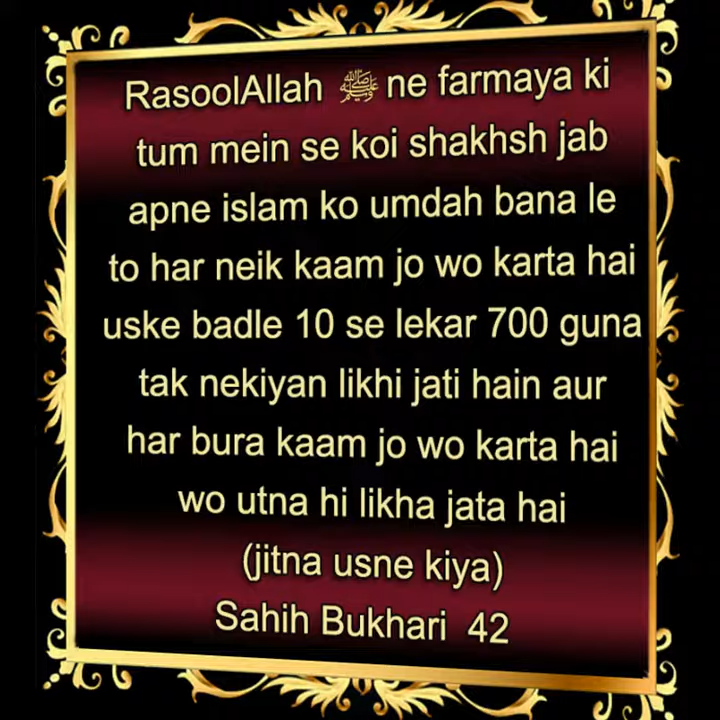 RasoolAllah ﷺ ne farmaya ki
tum mein se koi shakhsh jab
apne islam ko umdah bana le
to har neik kaam jo wo karta hai
uske badle 10 se lekar 700 guna
tak nekiyan likhi jati hain aur
har bura kaam jo wo karta hai
wo utna hi likha jata hai
(jitna usne kiya)
Sahih Bukhari 42